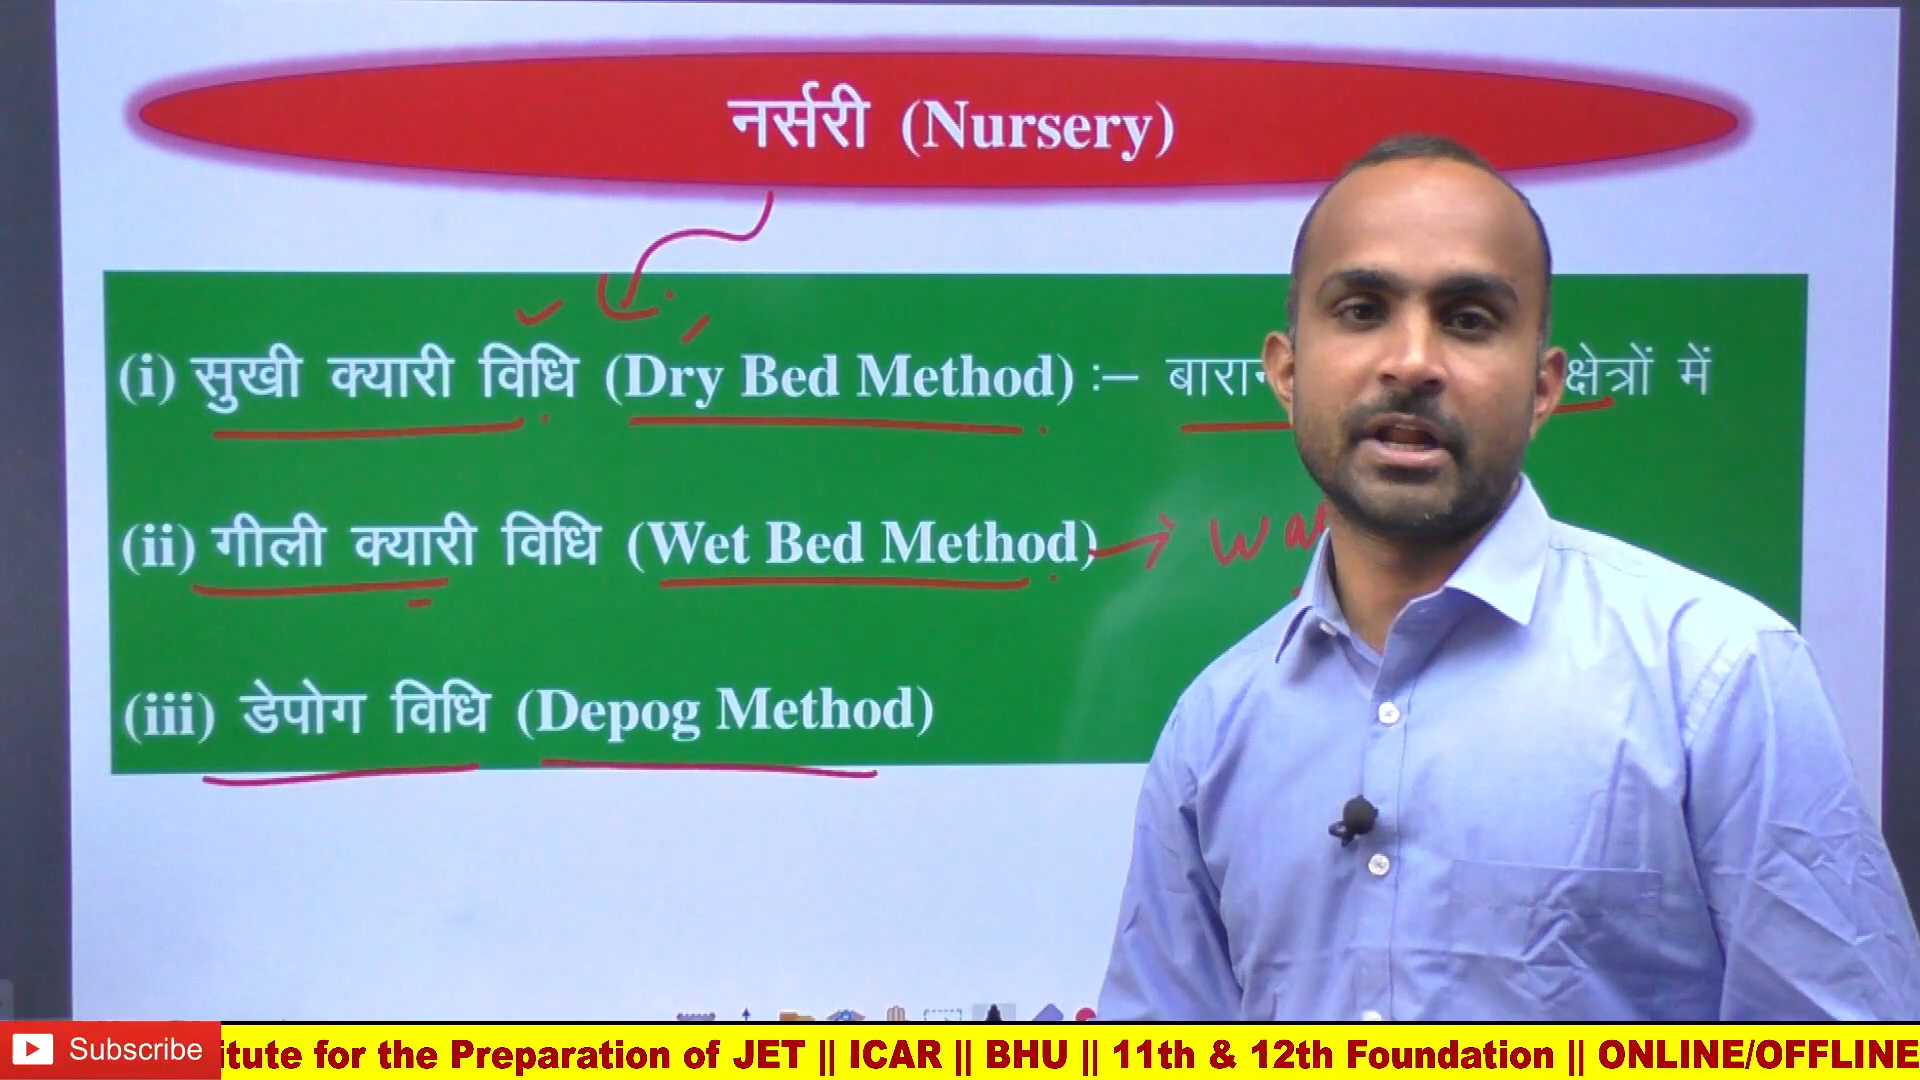 नर्सरी (Nursery)
(i) सुखी क्यारी विधि (Dry Bed Method) :– क्षेत्रों में
(ii) गीली क्यारी विधि (Wet Bed Method) →
(iii) डेपोग विधि (Depog Method)
Subscribe
for the Preparation of JET || ICAR || BHU || 11th & 12th Foundation || ONLINE/OFFLINE